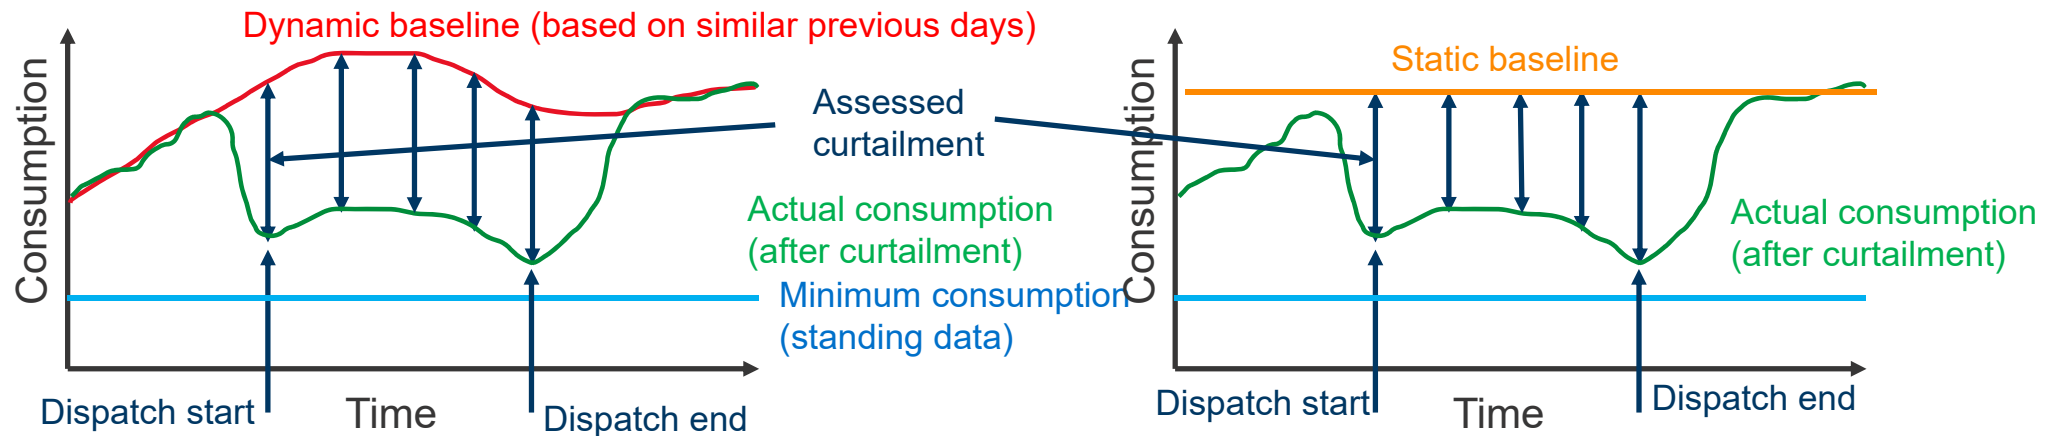 Dynamic baseline (based on similar previous days)
Consumption
Assessed
curtailment
Actual consumption
(after curtailment)
Minimum consumption
(standing data)
Dispatch start
Time
Dispatch end
Static baseline
Consumption
Actual consumption
(after curtailment)
Dispatch start
Time
Dispatch end